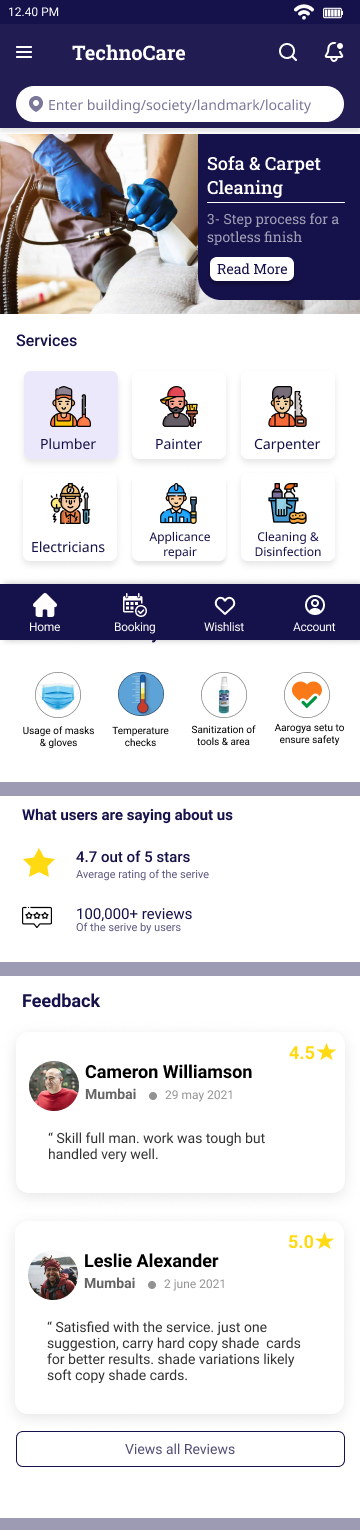 12.40 PM
TechnoCare
Enter building/society/landmark/locality
Sofa & Carpet
Cleaning
3- Step process for a
spotless finish
Read More
Services
Plumber
Painter
Carpenter
Electricians
Applicance
repair
Cleaning &
Disinfection
Home
Booking
Wishlist
Account
Usage of masks
& gloves
Temperature
checks
Sanitization of
tools & area
Aarogya setu to
ensure safety
What users are saying about us
4.7 out of 5 stars
Average rating of the serive
100,000+ reviews
Of the serive by users
Feedback
4.5
Cameron Williamson
Mumbai
29 may 2021
“ Skill full man. work was tough but
handled very well.
5.0
Leslie Alexander
Mumbai
2 june 2021
“ Satisfied with the service. just one
suggestion, carry hard copy shade cards
for better results. shade variations likely
soft copy shade cards.
Views all Reviews